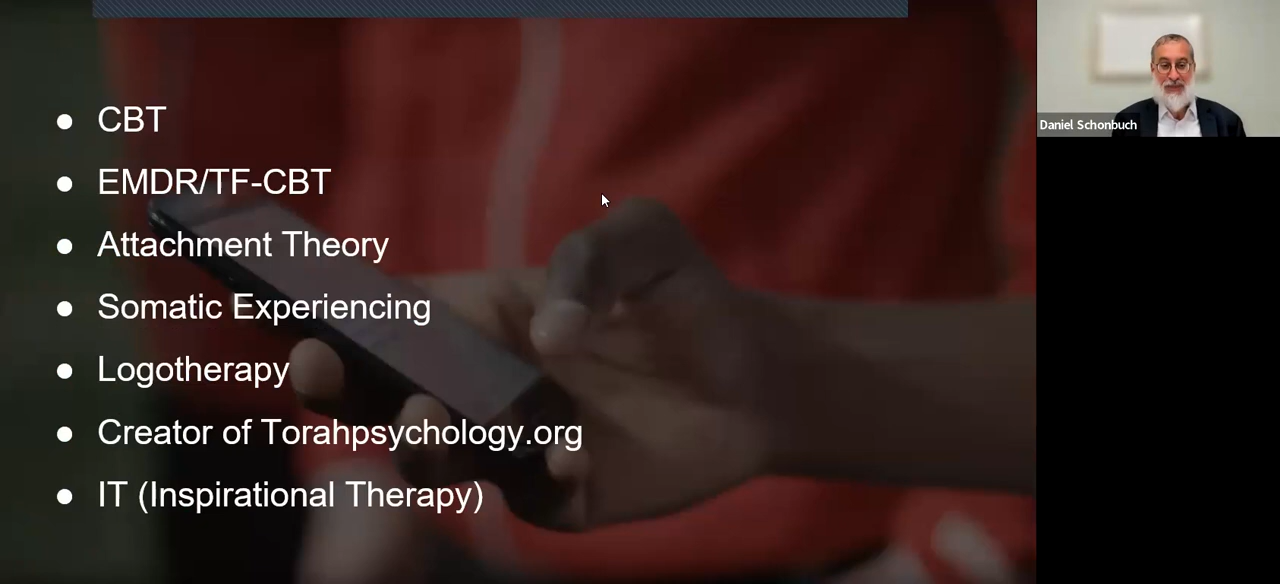 ● CBT
● EMDR/TF-CBT
● Attachment Theory
● Somatic Experiencing
● Logotherapy
● Creator of Torahpsychology.org
● IT (Inspirational Therapy)
Daniel Schonbuch